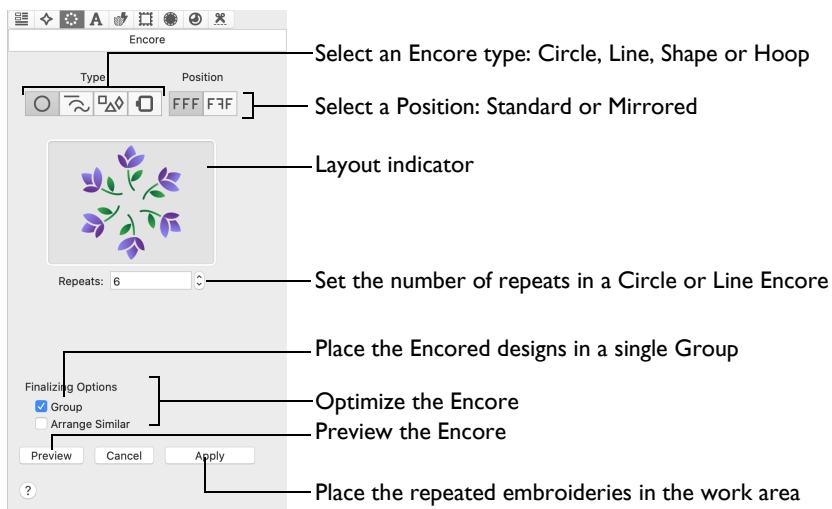 A
Encore
Select an Encore type: Circle, Line, Shape or Hoop
Type Position
FFF FꟻF
Select a Position: Standard or Mirrored
Layout indicator
Repeats: 6
Set the number of repeats in a Circle or Line Encore
Place the Encored designs in a single Group
Finalizing Options
Group
Optimize the Encore
Arrange Similar
Preview the Encore
Preview Cancel Apply
?
Place the repeated embroideries in the work area